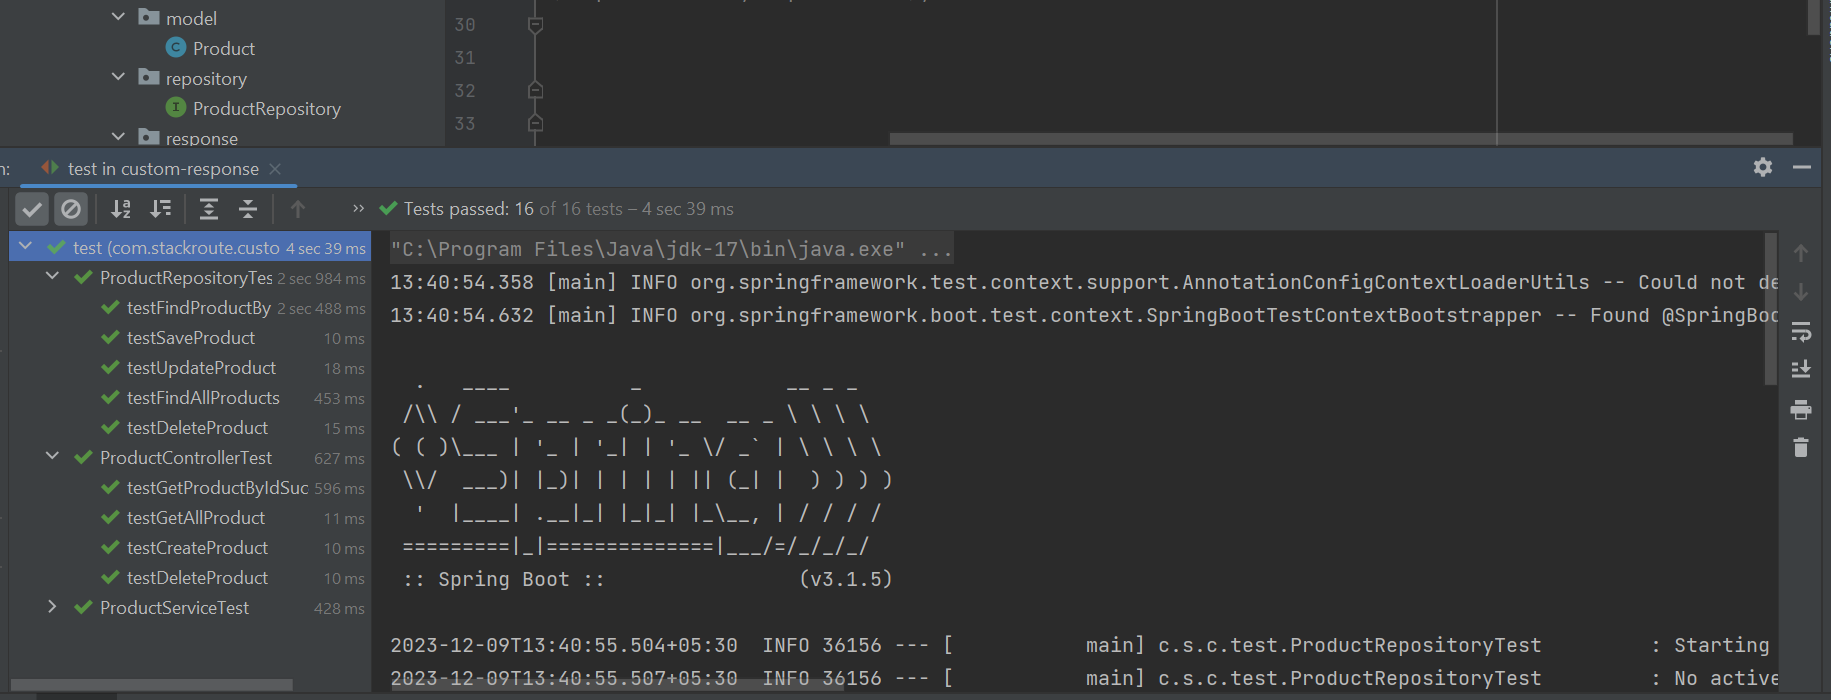 model
Product
repository
ProductRepository
response
30
31
32
33
test in custom-response
Tests passed: 16 of 16 tests – 4 sec 39 ms
test (com.stackroute.custo 4 sec 39 ms
ProductRepositoryTes 2 sec 984 ms
testFindProductBy 2 sec 488 ms
testSaveProduct 10 ms
testUpdateProduct 18 ms
testFindAllProducts 453 ms
testDeleteProduct 15 ms
ProductControllerTest 627 ms
testGetProductByIdSuc 596 ms
testGetAllProduct 11 ms
testCreateProduct 10 ms
testDeleteProduct 10 ms
ProductServiceTest 428 ms
"C:\Program Files\Java\jdk-17\bin\java.exe" ...
13:40:54.358 [main] INFO org.springframework.test.context.support.AnnotationConfigContextLoaderUtils -- Could not de
13:40:54.632 [main] INFO org.springframework.boot.test.context.SpringBootTestContextBootstrapper -- Found @SpringBoo
  .   ____          _            __ _ _
 /\\ / ___'_ __ _ _(_)_ __  __ _ \ \ \ \
( ( )\___ | '_ | '_| | '_ \/ _` | \ \ \ \
 \\/  ___)| |_)| | | | | || (_| |  ) ) ) )
  '  |____| .__|_| |_|_| |_\__, | / / / /
 =========|_|==============|___/=/_/_/_/
 :: Spring Boot ::                (v3.1.5)
2023-12-09T13:40:55.504+05:30  INFO 36156 --- [           main] c.s.c.test.ProductRepositoryTest         : Starting
2023-12-09T13:40:55.507+05:30  INFO 36156 --- [           main] c.s.c.test.ProductRepositoryTest         : No active